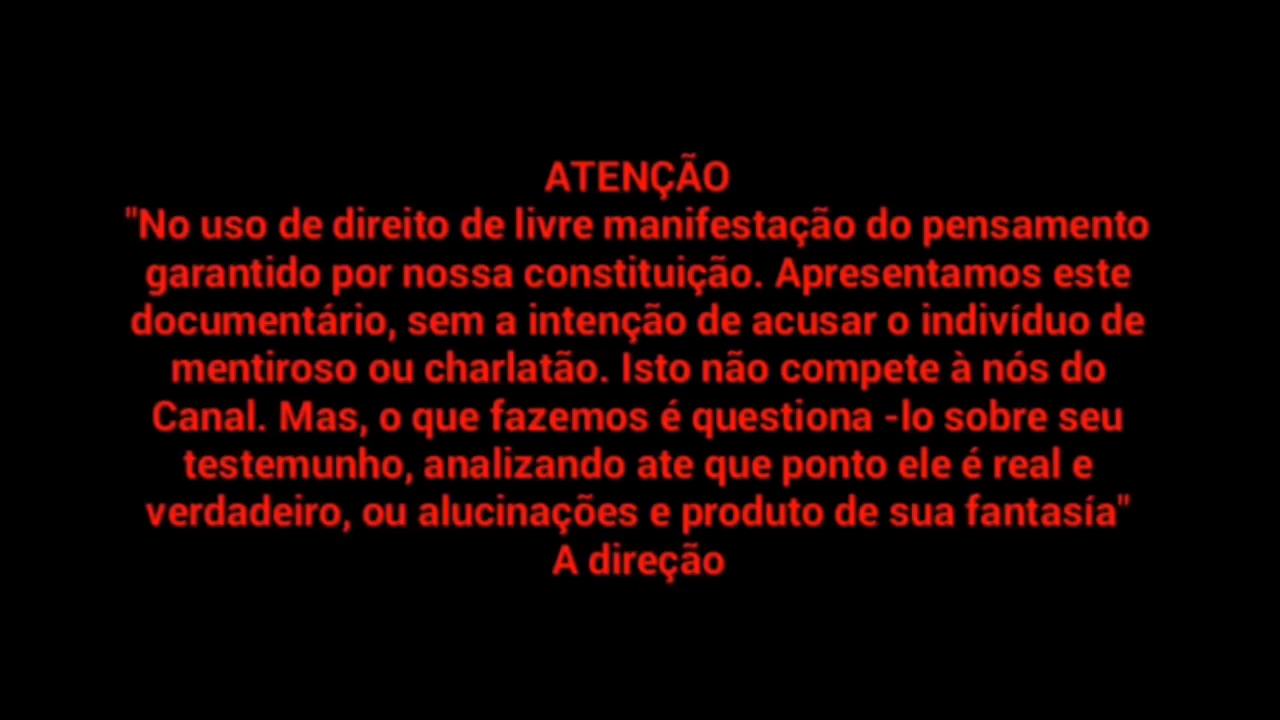 ATENÇÃO
"No uso de direito de livre manifestação do pensamento
garantido por nossa constituição. Apresentamos este
documentário, sem a intenção de acusar o indivíduo de
mentiroso ou charlatão. Isto não compete à nós do
Canal. Mas, o que fazemos é questiona -lo sobre seu
testemunho, analizando ate que ponto ele é real e
verdadeiro, ou alucinações e produto de sua fantasía"
A direção